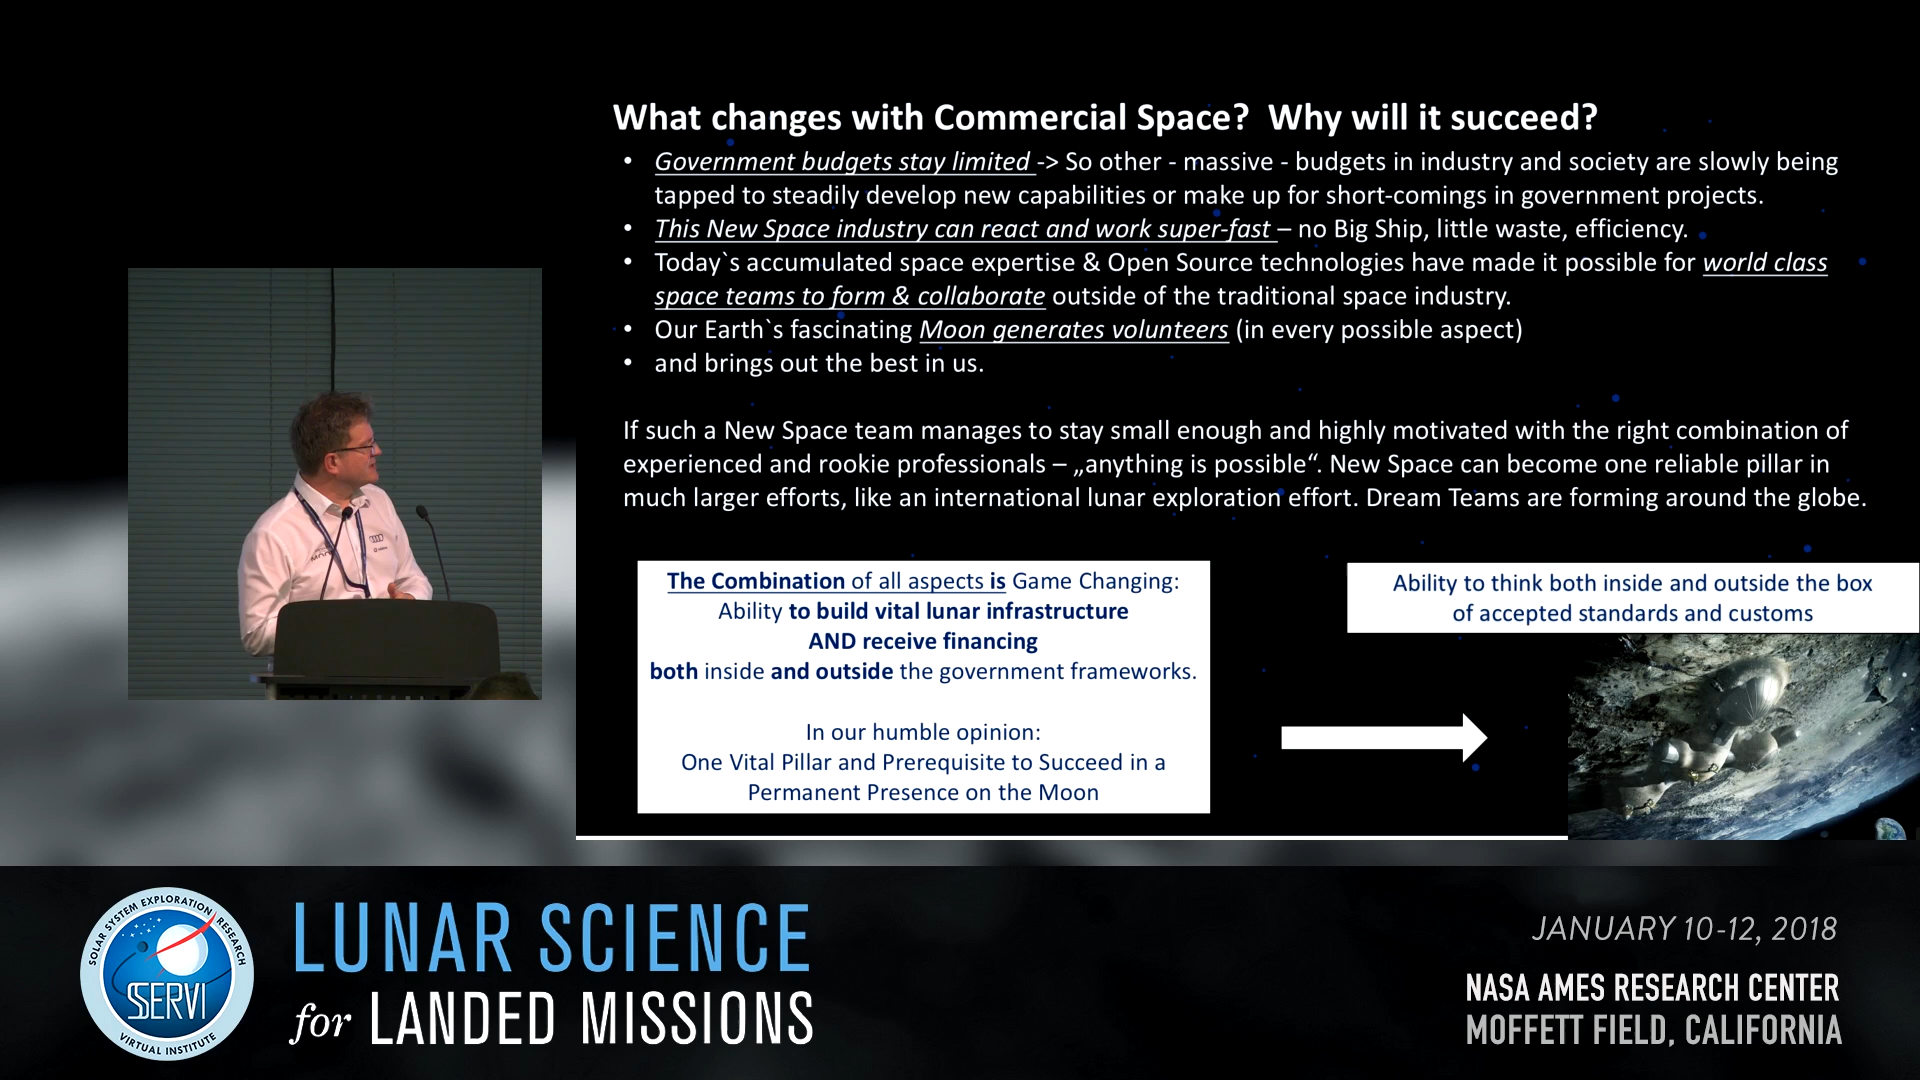 What changes with Commercial Space?  Why will it succeed?
• Government budgets stay limited -> So other - massive - budgets in industry and society are slowly being
tapped to steadily develop new capabilities or make up for short-comings in government projects.
• This New Space industry can react and work super-fast – no Big Ship, little waste, efficiency.
• Today`s accumulated space expertise & Open Source technologies have made it possible for world class
space teams to form & collaborate outside of the traditional space industry.
• Our Earth`s fascinating Moon generates volunteers (in every possible aspect)
• and brings out the best in us.
If such a New Space team manages to stay small enough and highly motivated with the right combination of
experienced and rookie professionals – „anything is possible“. New Space can become one reliable pillar in
much larger efforts, like an international lunar exploration effort. Dream Teams are forming around the globe.
The Combination of all aspects is Game Changing:
Ability to build vital lunar infrastructure
AND receive financing
both inside and outside the government frameworks.
In our humble opinion:
One Vital Pillar and Prerequisite to Succeed in a
Permanent Presence on the Moon
Ability to think both inside and outside the box
of accepted standards and customs
SOLAR SYSTEM EXPLORATION RESEARCH
SSERVI
VIRTUAL INSTITUTE
LUNAR SCIENCE
for LANDED MISSIONS
JANUARY 10-12, 2018
NASA AMES RESEARCH CENTER
MOFFETT FIELD, CALIFORNIA